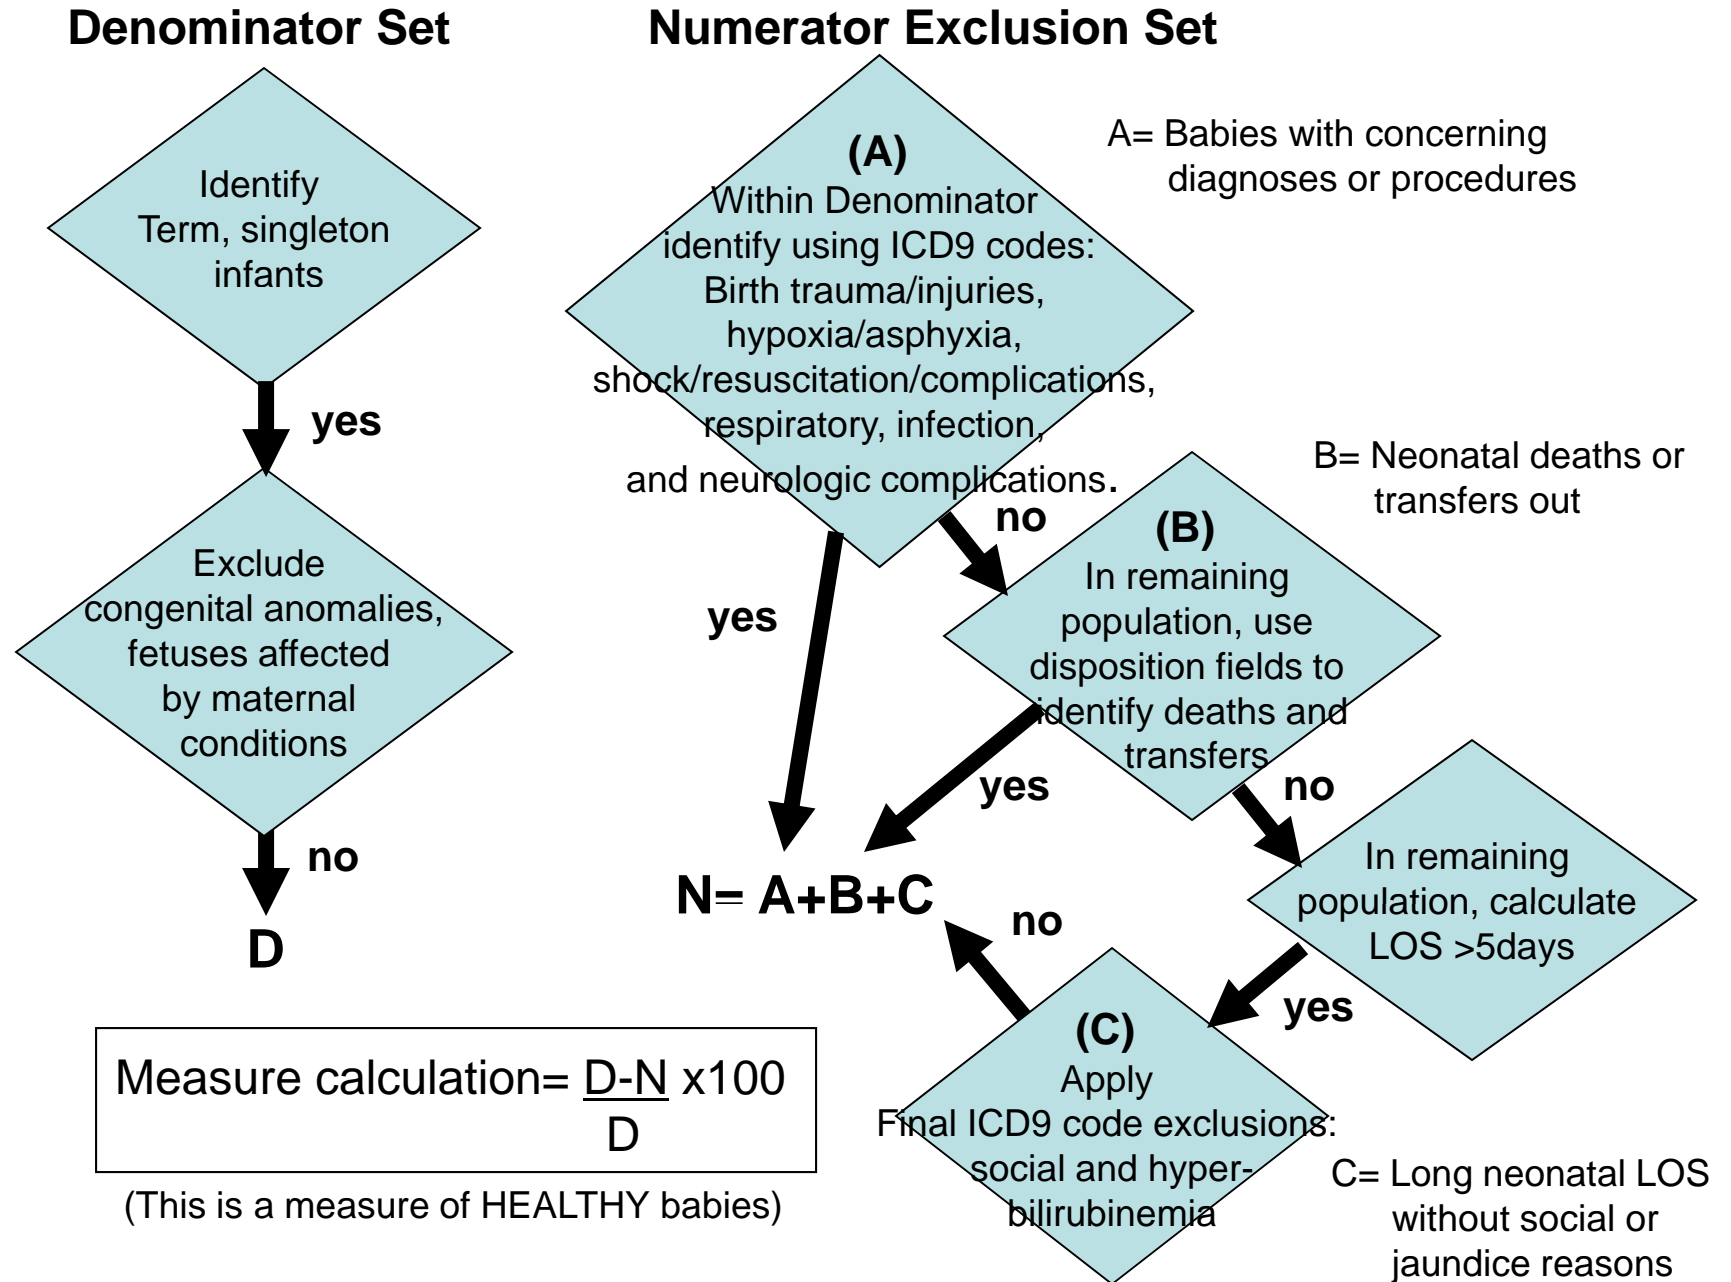 Denominator Set
Numerator Exclusion Set
Identify
Term, singleton
infants
yes
Exclude
congenital anomalies,
fetuses affected
by maternal
conditions
no
D
Measure calculation= D-N x100
D
(This is a measure of HEALTHY babies)
(A)
Within Denominator
identify using ICD9 codes:
Birth trauma/injuries,
hypoxia/asphyxia,
shock/resuscitation/complications,
respiratory, infection,
and neurologic complications.
A= Babies with concerning
diagnoses or procedures
no
yes
(B)
In remaining
population, use
disposition fields to
identify deaths and
transfers
B= Neonatal deaths or
transfers out
yes
no
In remaining
population, calculate
LOS >5days
yes
(C)
Apply
Final ICD9 code exclusions:
social and hyper-
bilirubinemia
C= Long neonatal LOS
without social or
jaundice reasons
no
N= A+B+C